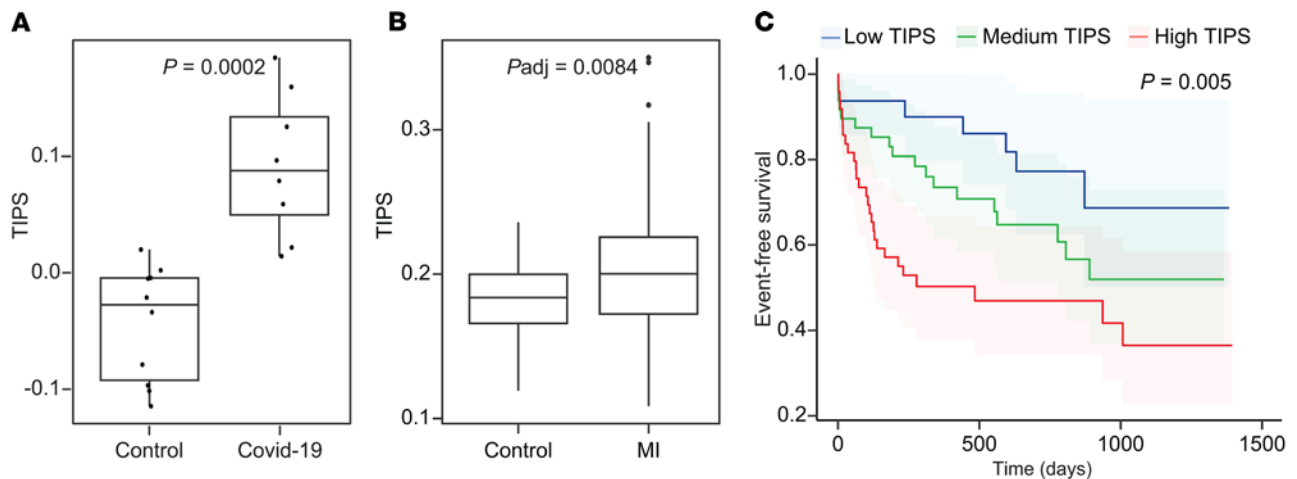 A
TIPS
0.1
0.0
-0.1
P = 0.0002
Control
Covid-19
B
TIPS
0.3
0.2
0.1
Padj = 0.0084
Control
MI
C
Low TIPS
Medium TIPS
High TIPS
P = 0.005
Event-free survival
1.0
0.8
0.6
0.4
0.2
0
500
1000
1500
Time (days)